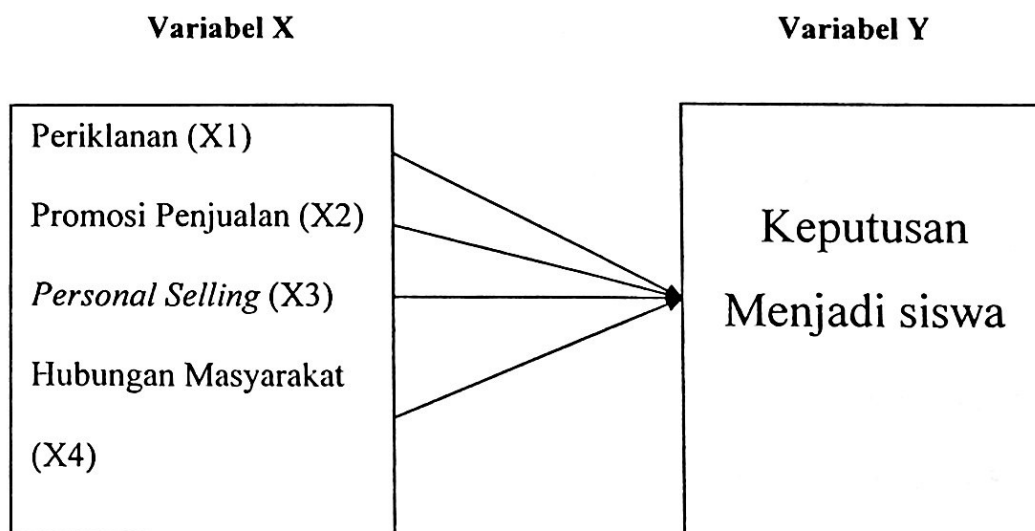 Variabel X
Variabel Y
Periklanan (X1)
Promosi Penjualan (X2)
Personal Selling (X3)
Hubungan Masyarakat
(X4)
Keputusan
Menjadi siswa